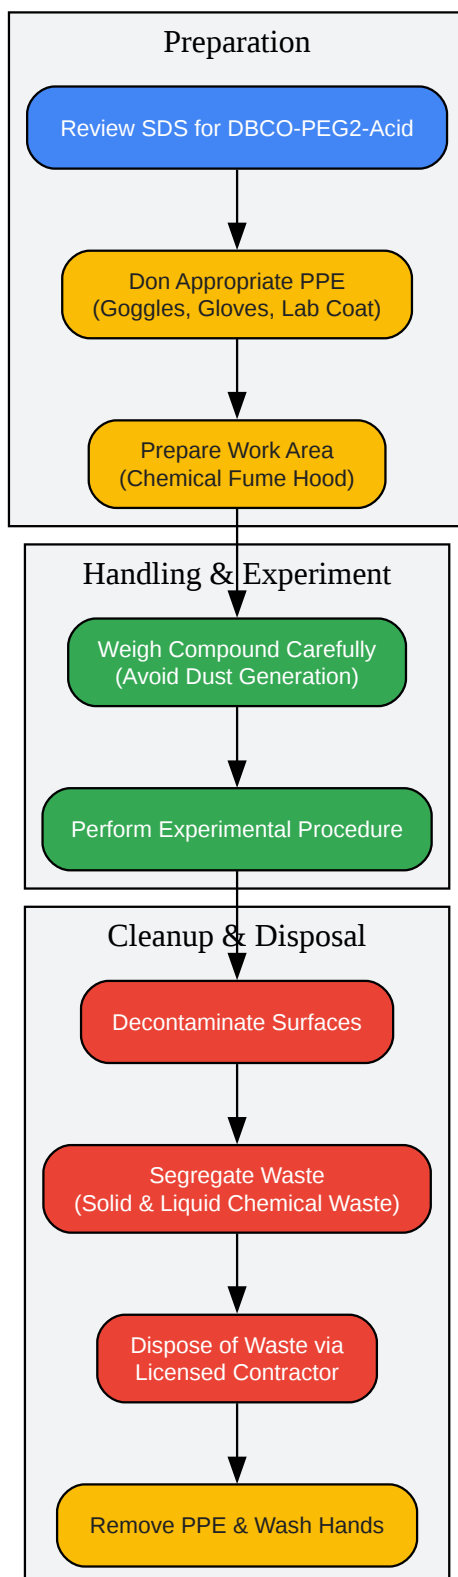 Preparation
Review SDS for DBCO-PEG2-Acid
Don Appropriate PPE
(Goggles, Gloves, Lab Coat)
Prepare Work Area
(Chemical Fume Hood)
Handling & Experiment
Weigh Compound Carefully
(Avoid Dust Generation)
Perform Experimental Procedure
Cleanup & Disposal
Decontaminate Surfaces
Segregate Waste
(Solid & Liquid Chemical Waste)
Dispose of Waste via
Licensed Contractor
Remove PPE & Wash Hands